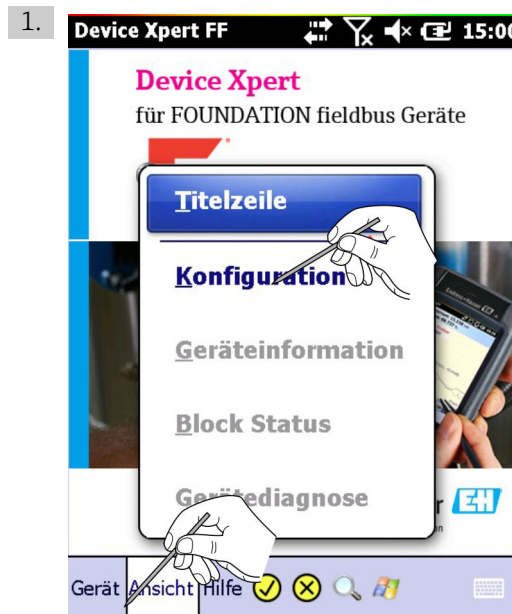 1.
Device Xpert FF 15:00
Device Xpert
für FOUNDATION fieldbus Geräte
Titelzeile
Konfiguration
Geräteinformation
Block Status
Gerätediagnose
EH
Gerät Ansicht Hilfe